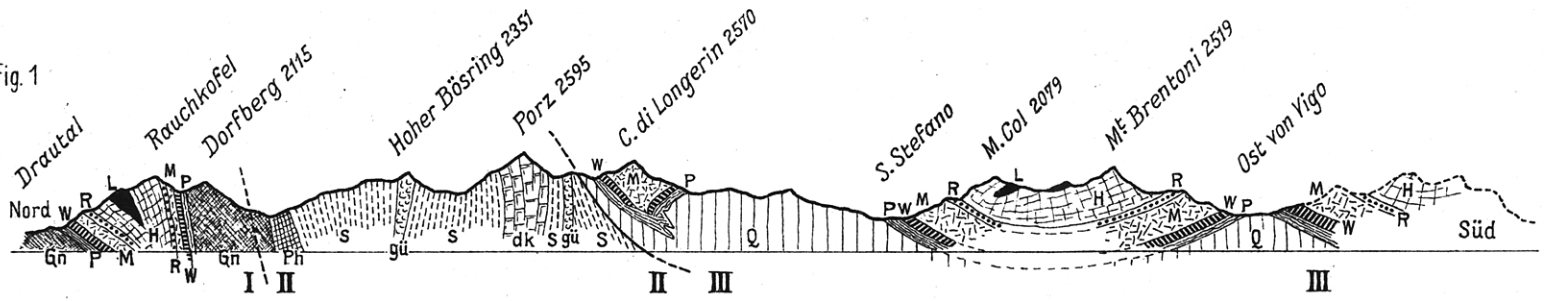 Fig. 1
Drautal
Rauchkofel
Dorfberg 2115
Hoher Bösring 2351
Porz 2595
C. di Longerin 2570
S. Stefano
M. Col 2079
Mt. Brentoni 2519
Ost von Vigo
Nord W R L M P W M P P W M R L R W P M H R
Gn P M H R W Gn Ph S gü S dk S gü S M Q H M Q W Süd
I II II III III